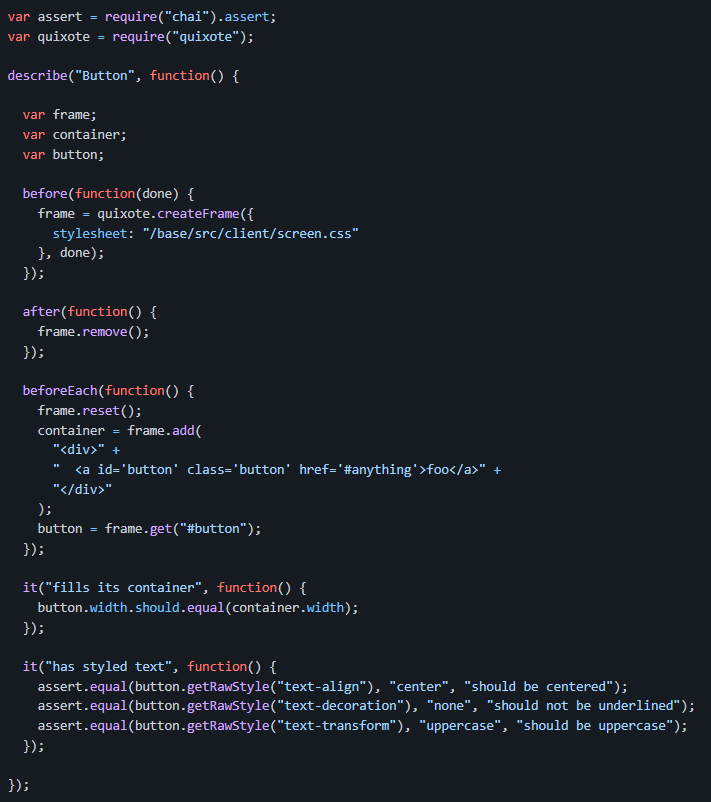 var assert = require("chai").assert;
var quixote = require("quixote");

describe("Button", function() {

  var frame;
  var container;
  var button;

  before(function(done) {
    frame = quixote.createFrame({
      stylesheet: "/base/src/client/screen.css"
    }, done);
  });

  after(function() {
    frame.remove();
  });

  beforeEach(function() {
    frame.reset();
    container = frame.add(
      "<div>" +
      "  <a id='button' class='button' href='#anything'>foo</a>" +
      "</div>"
    );
    button = frame.get("#button");
  });

  it("fills its container", function() {
    button.width.should.equal(container.width);
  });

  it("has styled text", function() {
    assert.equal(button.getRawStyle("text-align"), "center", "should be centered");
    assert.equal(button.getRawStyle("text-decoration"), "none", "should not be underlined");
    assert.equal(button.getRawStyle("text-transform"), "uppercase", "should be uppercase");
  });

});